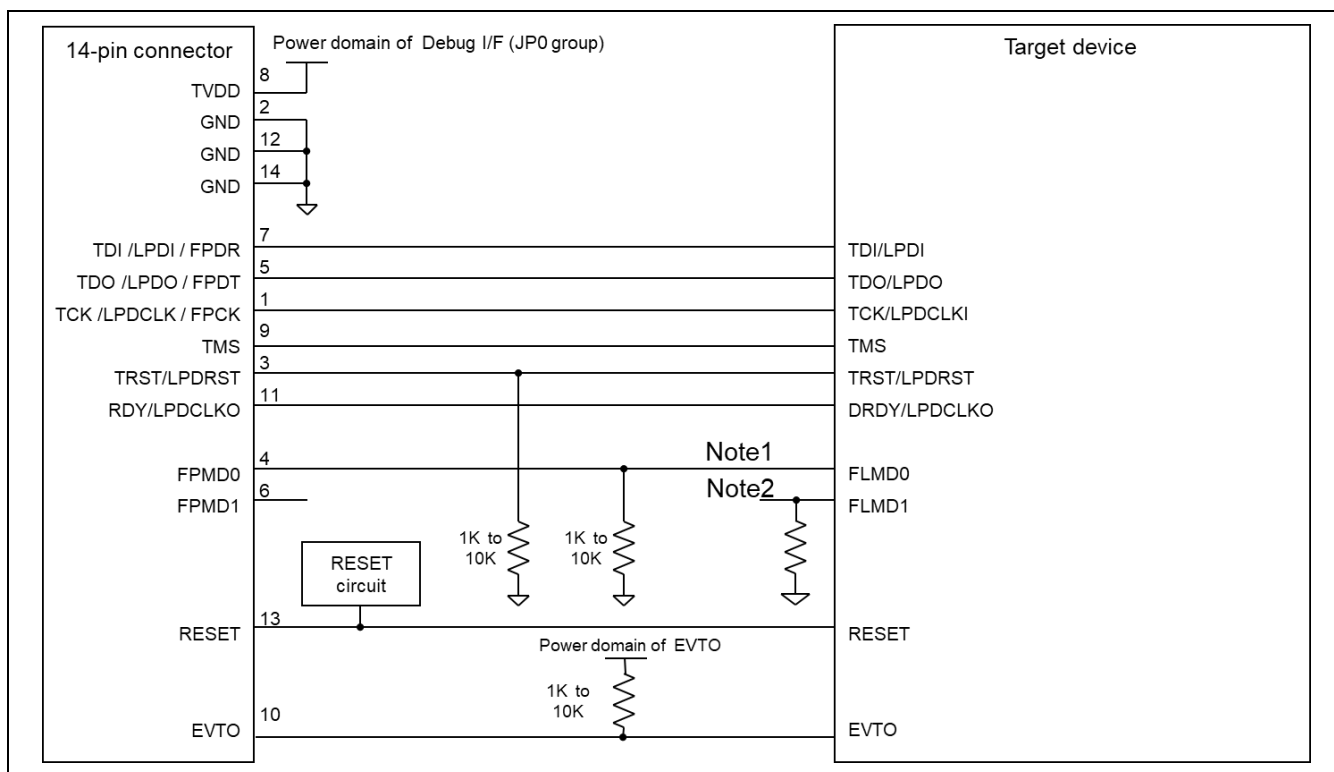 14-pin connector
Power domain of Debug I/F (JP0 group)
Target device
8
TVDD
2
GND
12
GND
14
GND
7
TDI /LPDI / FPDR
TDI/LPDI
5
TDO /LPDO / FPDT
TDO/LPDO
1
TCK /LPDCLK / FPCK
TCK/LPDCLKI
9
TMS
TMS
3
TRST/LPDRST
TRST/LPDRST
11
RDY/LPDCLKO
DRDY/LPDCLKO
4
Note1
FPMD0
FLMD0
6
Note2
FPMD1
FLMD1
1K to
10K
1K to
10K
RESET
circuit
13
RESET
RESET
Power domain of EVTO
1K to
10K
10
EVTO
EVTO